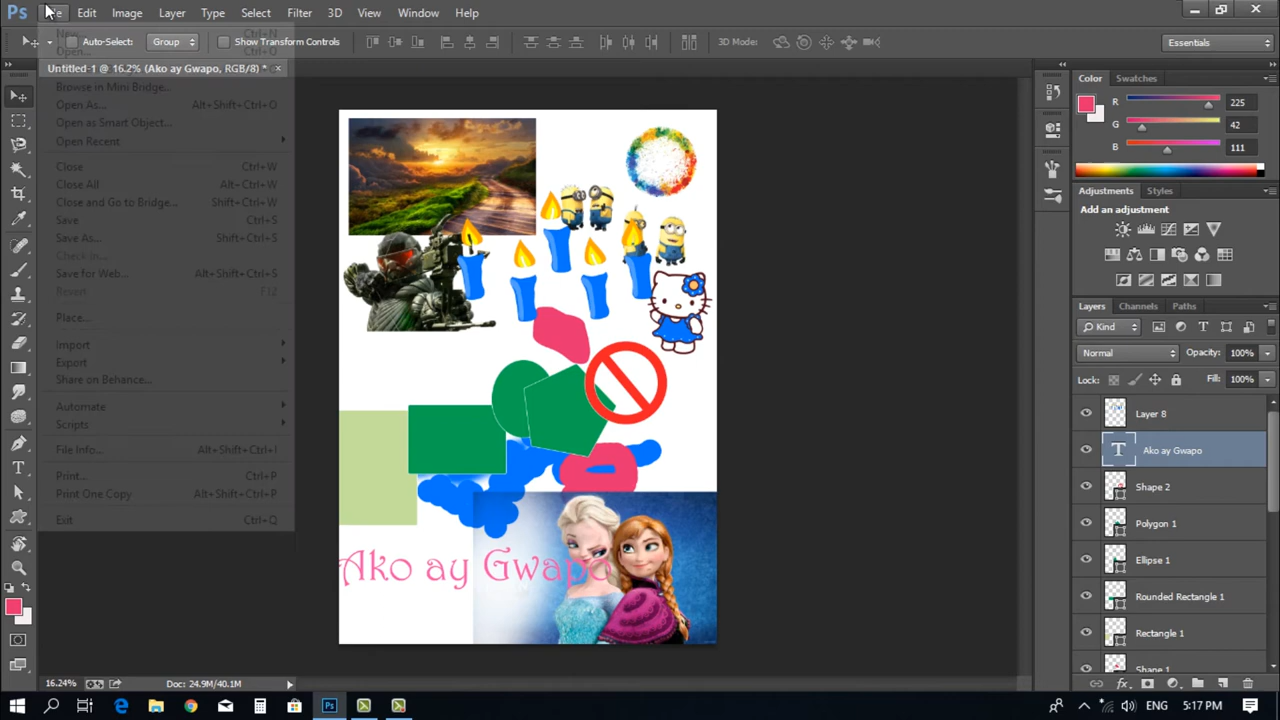 Ps File Edit Image Layer Type Select Filter 3D View Window Help
Auto-Select: Group Show Transform Controls 3D Mode: Essentials
New... Ctrl+N
Open... Ctrl+O
Untitled-1 @ 16.2% (Ako ay Gwapo, RGB/8) * ×
Browse in Mini Bridge...
Open As... Alt+Shift+Ctrl+O
Open as Smart Object...
Open Recent
Close Ctrl+W
Close All Alt+Ctrl+W
Close and Go to Bridge... Shift+Ctrl+W
Save Ctrl+S
Save As... Shift+Ctrl+S
Check In...
Save for Web... Alt+Shift+Ctrl+S
Revert F12
Place...
Import
Export
Share on Behance...
Automate
Scripts
File Info... Alt+Shift+Ctrl+I
Print... Ctrl+P
Print One Copy Alt+Shift+Ctrl+P
Exit Ctrl+Q
Ako ay Gwapo
Color Swatches
R 225
G 42
B 111
Adjustments Styles
Add an adjustment
Layers Channels Paths
Kind
Normal Opacity: 100%
Lock: Fill: 100%
Layer 8
T Ako ay Gwapo
Shape 2
Polygon 1
Ellipse 1
Rounded Rectangle 1
Rectangle 1
Shape 1
16.24% Doc: 24.9M/40.1M
Ps ENG 5:17 PM